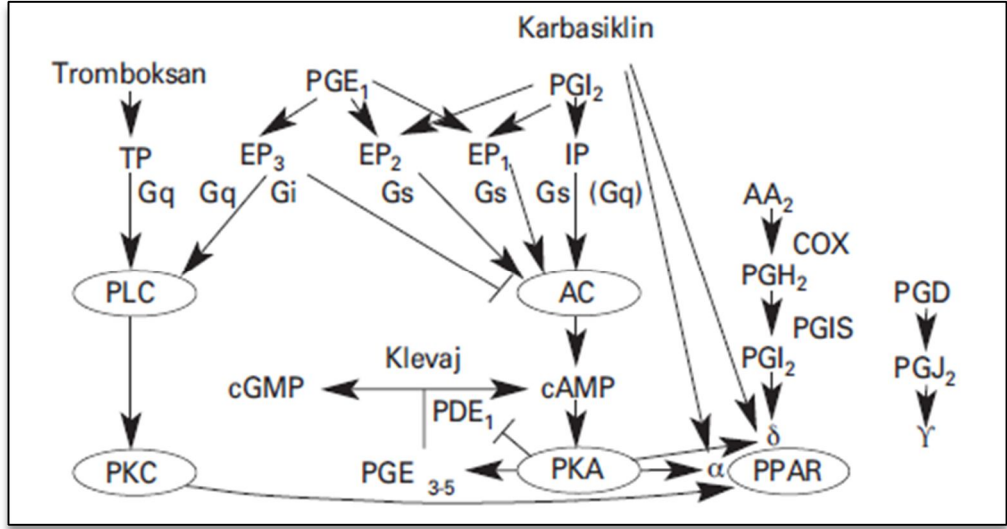 Karbasiklin
Tromboksan PGE1 PGI2
TP EP3 EP2 EP1 IP
Gq Gq Gi Gs Gs Gs (Gq)
AA2
COX
PLC AC PGH2 PGD
PGIS
Klevaj PGI2 PGJ2
cGMP cAMP
PDE1
δ ϒ
PKC PGE 3-5 PKA α PPAR